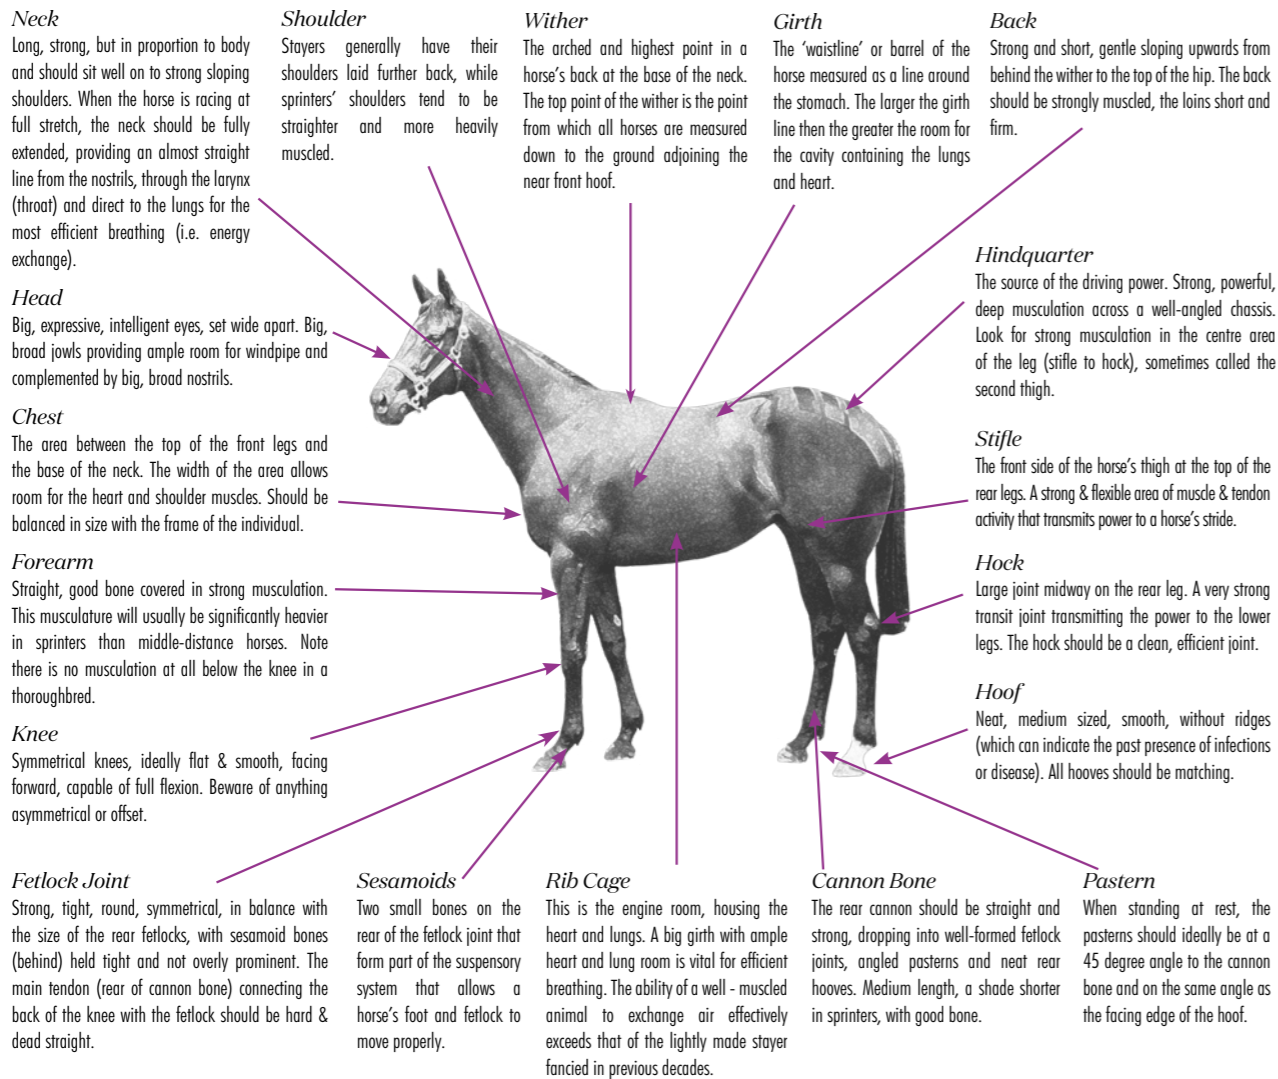 Neck
Long, strong, but in proportion to body
and should sit well on to strong sloping
shoulders. When the horse is racing at
full stretch, the neck should be fully
extended, providing an almost straight
line from the nostrils, through the larynx
(throat) and direct to the lungs for the
most efficient breathing (i.e. energy
exchange).
Shoulder
Stayers generally have their
shoulders laid further back, while
sprinters' shoulders tend to be
straighter and more heavily
muscled.
Wither
The arched and highest point in a
horse's back at the base of the neck.
The top point of the wither is the point
from which all horses are measured
down to the ground adjoining the
near front hoof.
Girth
The 'waistline' or barrel of the
horse measured as a line around
the stomach. The larger the girth
line then the greater the room for
the cavity containing the lungs
and heart.
Back
Strong and short, gentle sloping upwards from
behind the wither to the top of the hip. The back
should be strongly muscled, the loins short and
firm.
Head
Big, expressive, intelligent eyes, set wide apart. Big,
broad jowls providing ample room for windpipe and
complemented by big, broad nostrils.
Chest
The area between the top of the front legs and
the base of the neck. The width of the area allows
room for the heart and shoulder muscles. Should be
balanced in size with the frame of the individual.
Forearm
Straight, good bone covered in strong musculation.
This musculature will usually be significantly heavier
in sprinters than middle-distance horses. Note
there is no musculation at all below the knee in a
thoroughbred.
Knee
Symmetrical knees, ideally flat & smooth, facing
forward, capable of full flexion. Beware of anything
asymmetrical or offset.
Hindquarter
The source of the driving power. Strong, powerful,
deep musculation across a well-angled chassis.
Look for strong musculation in the centre area
of the leg (stifle to hock), sometimes called the
second thigh.
Stifle
The front side of the horse's thigh at the top of the
rear legs. A strong & flexible area of muscle & tendon
activity that transmits power to a horse's stride.
Hock
Large joint midway on the rear leg. A very strong
transit joint transmitting the power to the lower
legs. The hock should be a clean, efficient joint.
Hoof
Neat, medium sized, smooth, without ridges
(which can indicate the past presence of infections
or disease). All hooves should be matching.
Fetlock Joint
Strong, tight, round, symmetrical, in balance with
the size of the rear fetlocks, with sesamoid bones
(behind) held tight and not overly prominent. The
main tendon (rear of cannon bone) connecting the
back of the knee with the fetlock should be hard &
dead straight.
Sesamoids
Two small bones on the
rear of the fetlock joint that
form part of the suspensory
system that allows a
horse's foot and fetlock to
move properly.
Rib Cage
This is the engine room, housing the
heart and lungs. A big girth with ample
heart and lung room is vital for efficient
breathing. The ability of a well - muscled
animal to exchange air effectively
exceeds that of the lightly made stayer
fancied in previous decades.
Cannon Bone
The rear cannon should be straight and
strong, dropping into well-formed fetlock
joints, angled pasterns and neat rear
hooves. Medium length, a shade shorter
in sprinters, with good bone.
Pastern
When standing at rest, the
pasterns should ideally be at a
45 degree angle to the cannon
bone and on the same angle as
the facing edge of the hoof.